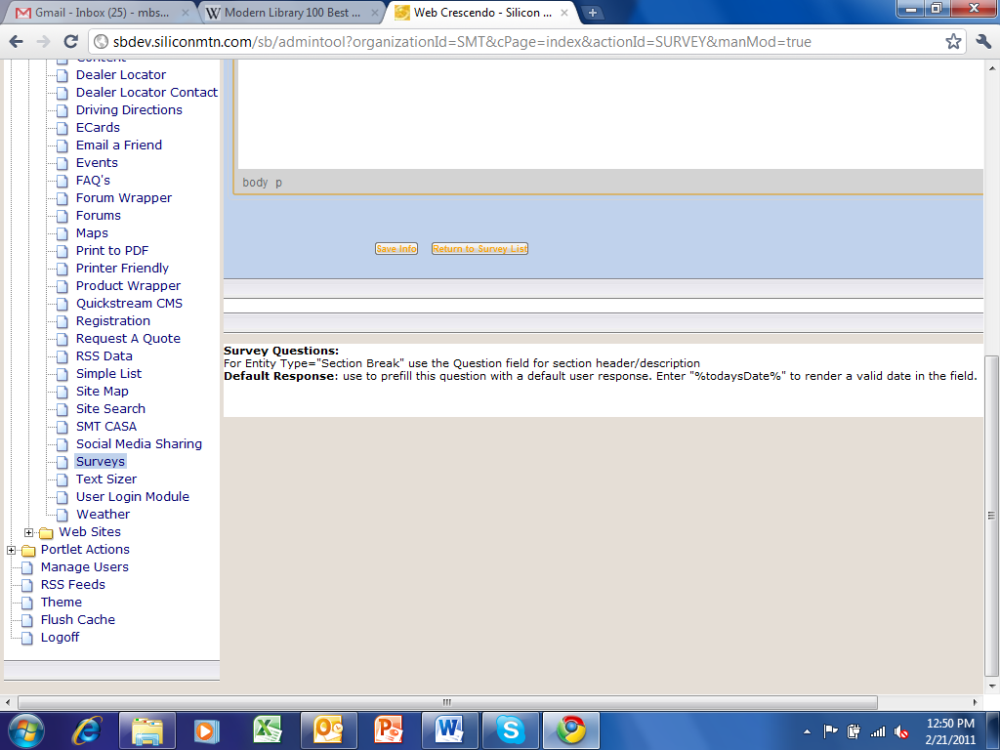 Gmail - Inbox (25) - mbs...
Modern Library 100 Best ...
Web Crescendo - Silicon ...
sbdev.siliconmtn.com/sb/admintool?organizationId=SMT&cPage=index&actionId=SURVEY&manMod=true
Content
Dealer Locator
Dealer Locator Contact
Driving Directions
ECards
Email a Friend
Events
FAQ's
Forum Wrapper
Forums
Maps
Print to PDF
Printer Friendly
Product Wrapper
Quickstream CMS
Registration
Request A Quote
RSS Data
Simple List
Site Map
Site Search
SMT CASA
Social Media Sharing
Surveys
Text Sizer
User Login Module
Weather
Web Sites
Portlet Actions
Manage Users
RSS Feeds
Theme
Flush Cache
Logoff
body p
Save Info Return to Survey List
Survey Questions:
For Entity Type="Section Break" use the Question field for section header/description
Default Response: use to prefill this question with a default user response. Enter "%todaysDate%" to render a valid date in the field.
12:50 PM
2/21/2011